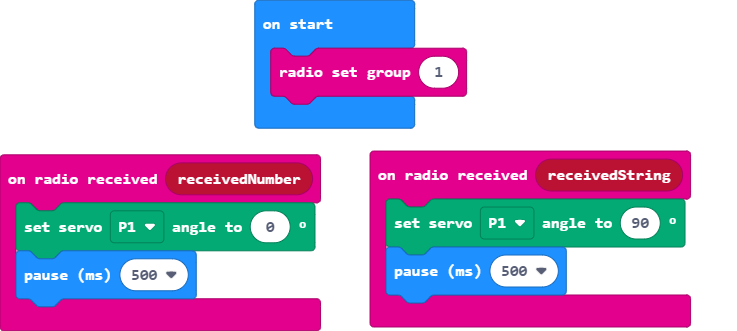 on start
radio set group 1
on radio received receivedNumber
set servo P1 angle to 0 °
pause (ms) 500
on radio received receivedString
set servo P1 angle to 90 °
pause (ms) 500